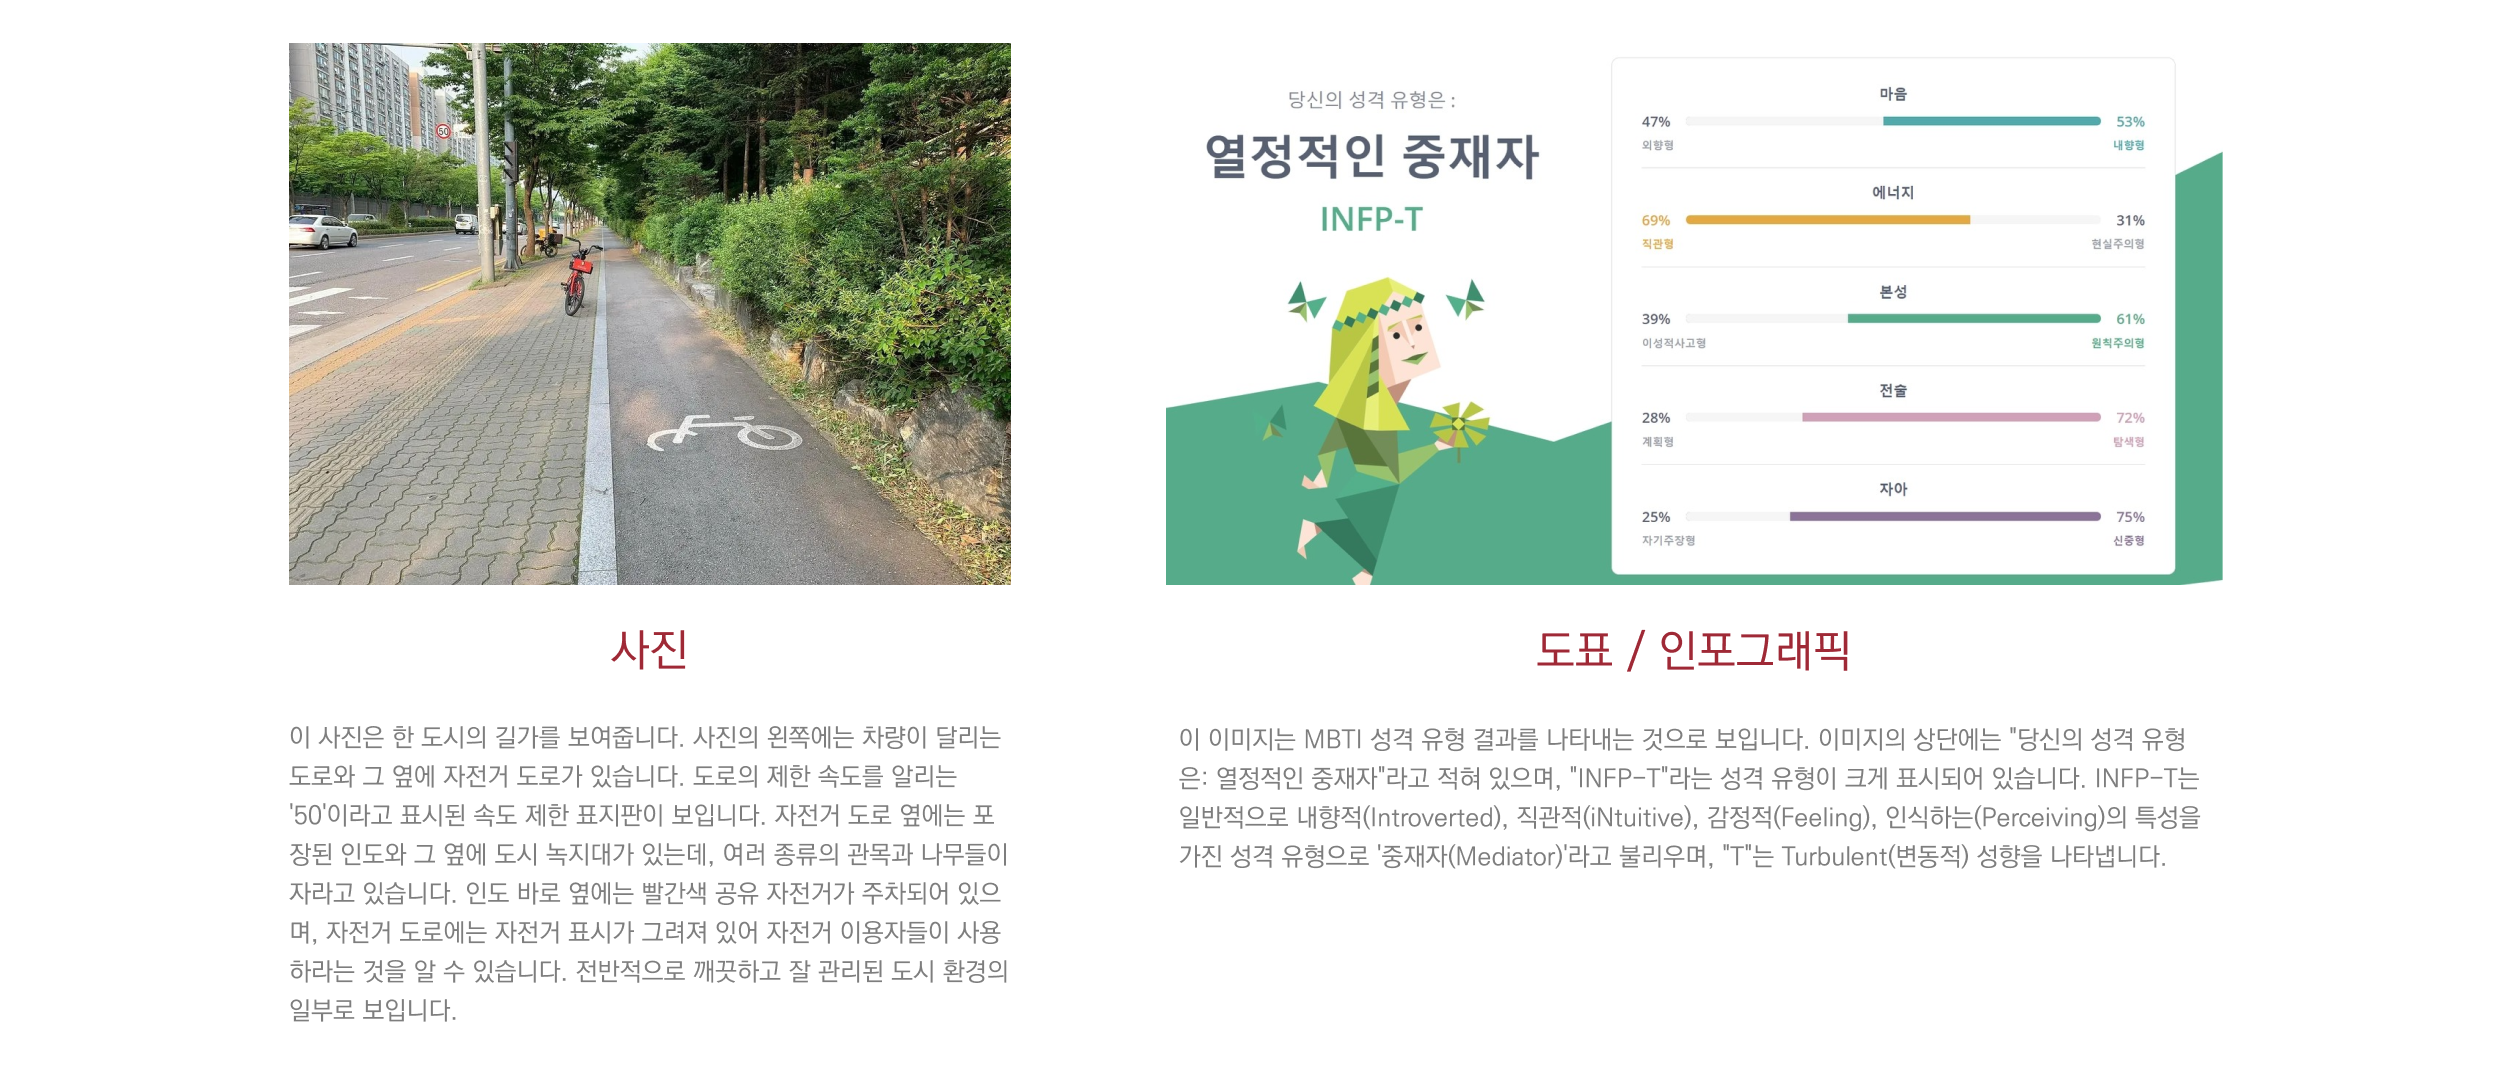 50
사진
이 사진은 한 도시의 길가를 보여줍니다. 사진의 왼쪽에는 차량이 달리는
도로와 그 옆에 자전거 도로가 있습니다. 도로의 제한 속도를 알리는
'50'이라고 표시된 속도 제한 표지판이 보입니다. 자전거 도로 옆에는 포
장된 인도와 그 옆에 도시 녹지대가 있는데, 여러 종류의 관목과 나무들이
자라고 있습니다. 인도 바로 옆에는 빨간색 공유 자전거가 주차되어 있으
며, 자전거 도로에는 자전거 표시가 그려져 있어 자전거 이용자들이 사용
하라는 것을 알 수 있습니다. 전반적으로 깨끗하고 잘 관리된 도시 환경의
일부로 보입니다.
당신의 성격 유형은 :
열정적인 중재자
INFP-T
마음
47% 53%
외향형 내향형
에너지
69% 31%
직관형 현실주의형
본성
39% 61%
이성적사고형 원칙주의형
전술
28% 72%
계획형 탐색형
자아
25% 75%
자기주장형 신중형
도표 / 인포그래픽
이 이미지는 MBTI 성격 유형 결과를 나타내는 것으로 보입니다. 이미지의 상단에는 "당신의 성격 유형
은: 열정적인 중재자"라고 적혀 있으며, "INFP-T"라는 성격 유형이 크게 표시되어 있습니다. INFP-T는
일반적으로 내향적(Introverted), 직관적(iNtuitive), 감정적(Feeling), 인식하는(Perceiving)의 특성을
가진 성격 유형으로 '중재자(Mediator)'라고 불리우며, "T"는 Turbulent(변동적) 성향을 나타냅니다.